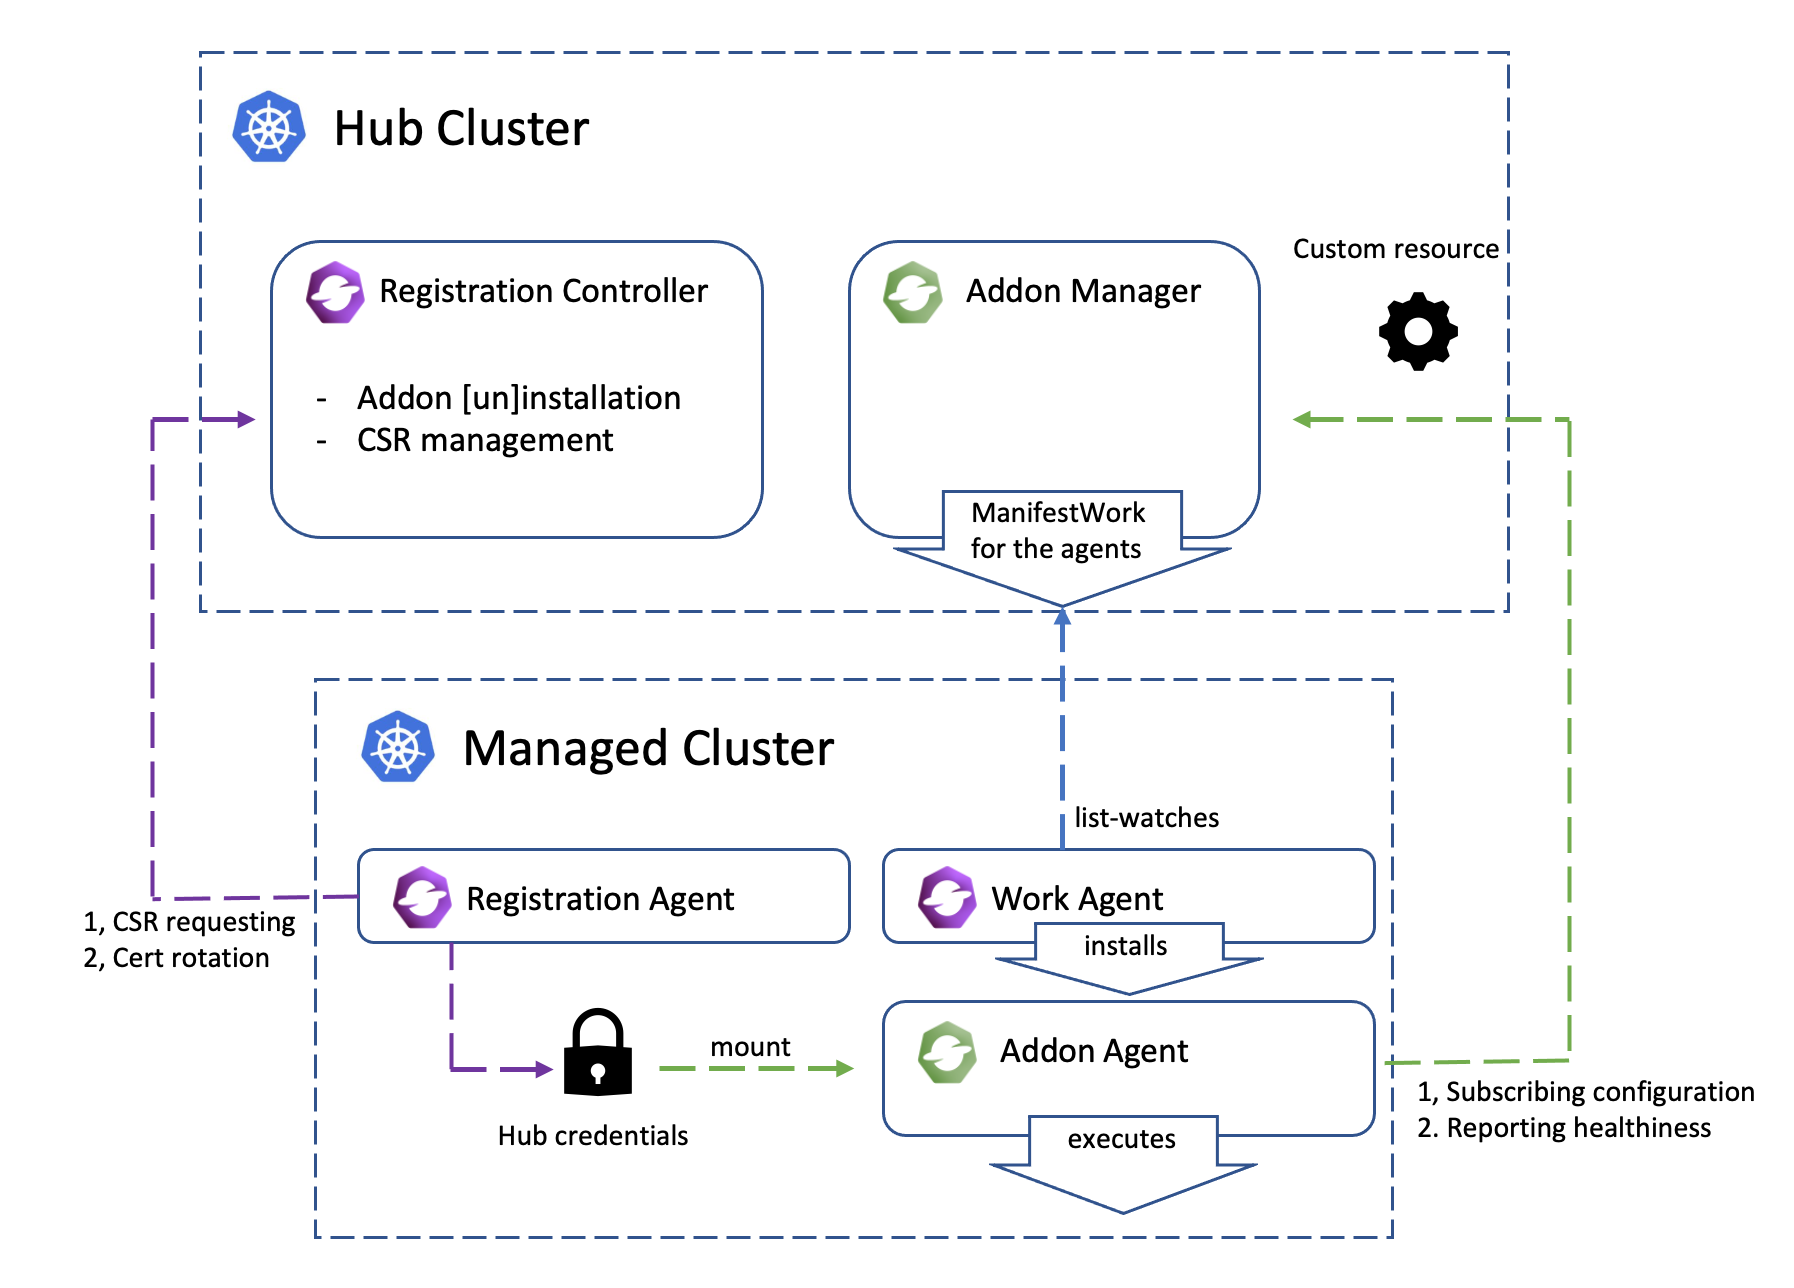 Hub Cluster
Custom resource
Registration Controller
- Addon [un]installation
- CSR management
Addon Manager
ManifestWork
for the agents
Managed Cluster
list-watches
Registration Agent
Work Agent
installs
1, CSR requesting
2, Cert rotation
mount
Hub credentials
Addon Agent
executes
1, Subscribing configuration
2. Reporting healthiness